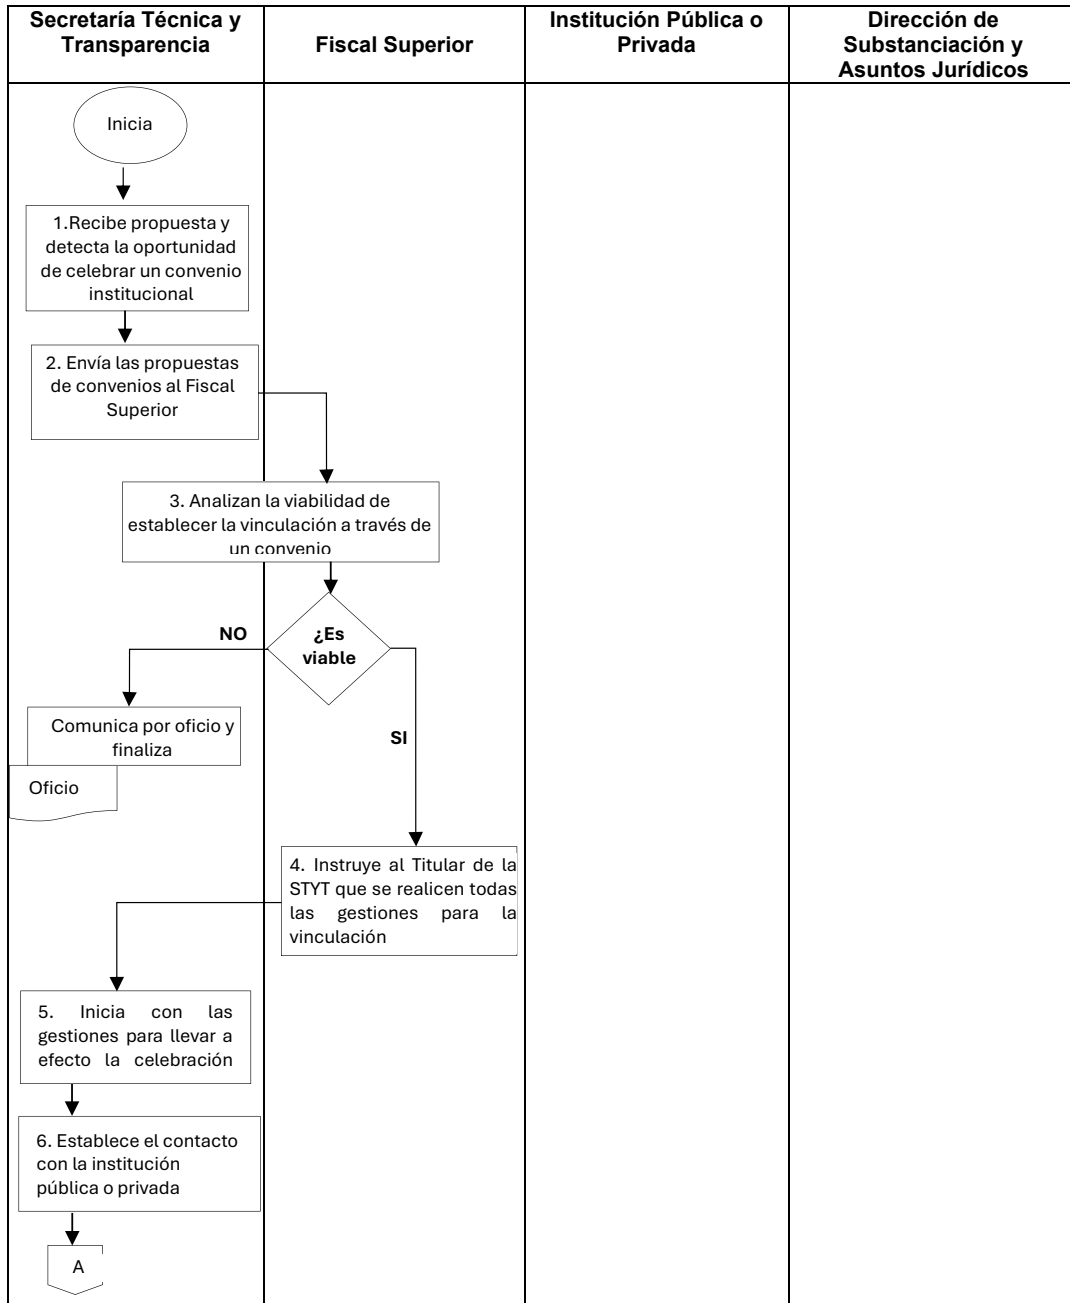 Secretaría Técnica y
Transparencia
Fiscal Superior
Institución Pública o
Privada
Dirección de
Substanciación y
Asuntos Jurídicos
Inicia
1.Recibe propuesta y
detecta la oportunidad
de celebrar un convenio
institucional
2. Envía las propuestas
de convenios al Fiscal
Superior
3. Analizan la viabilidad de
establecer la vinculación a través de
un convenio
NO
¿Es
viable
Comunica por oficio y
finaliza
SI
Oficio
4. Instruye al Titular de la
STYT que se realicen todas
las gestiones para la
vinculación
5. Inicia con las
gestiones para llevar a
efecto la celebración
6. Establece el contacto
con la institución
pública o privada
A